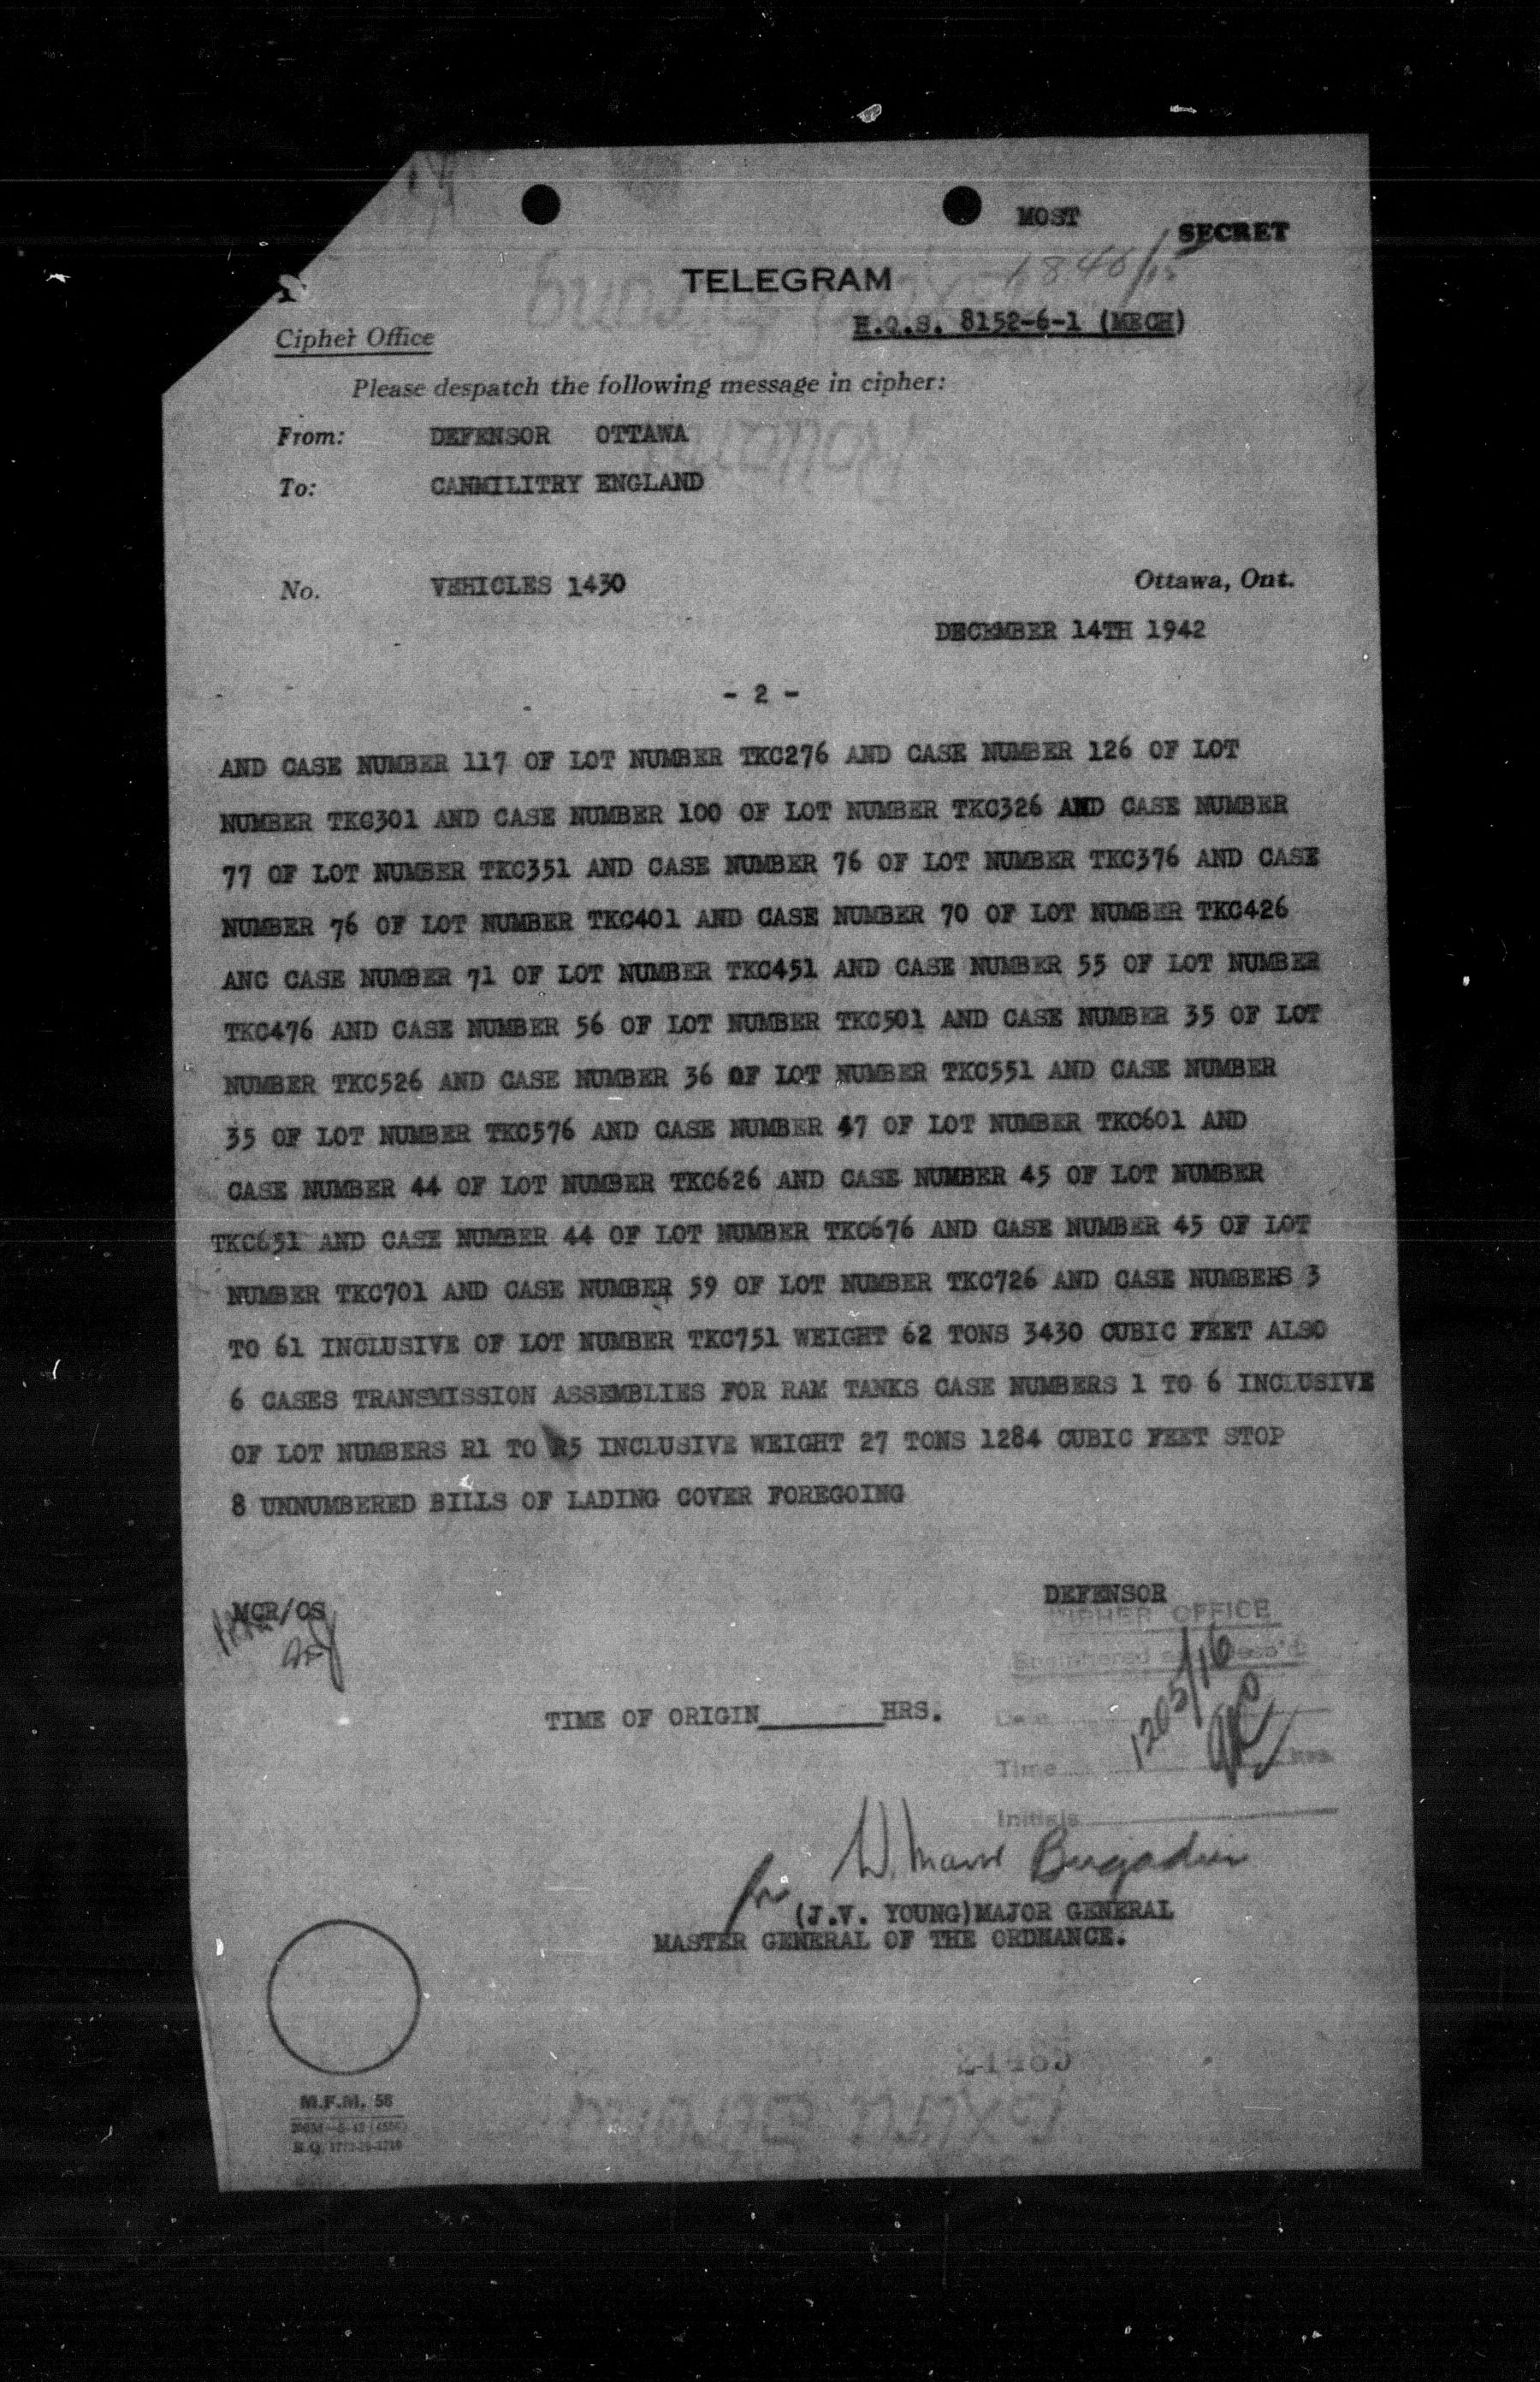 MOST
SECRET
1840/15
TELEGRAM
H.Q.S. 8152-6-1 (MECH)
Cipher Office
Please despatch the following message in cipher:
From: DEFENSOR OTTAWA
To: CANMILITRY ENGLAND
No. VEHICLES 1430
Ottawa, Ont.
DECEMBER 14TH 1942
- 2 -
AND CASE NUMBER 117 OF LOT NUMBER TKC276 AND CASE NUMBER 126 OF LOT
NUMBER TKC301 AND CASE NUMBER 100 OF LOT NUMBER TKC326 AND CASE NUMBER
77 OF LOT NUMBER TKC351 AND CASE NUMBER 76 OF LOT NUMBER TKC376 AND CASE
NUMBER 76 OF LOT NUMBER TKC401 AND CASE NUMBER 70 OF LOT NUMBER TKC426
ANC CASE NUMBER 71 OF LOT NUMBER TKC451 AND CASE NUMBER 55 OF LOT NUMBER
TKC476 AND CASE NUMBER 56 OF LOT NUMBER TKC501 AND CASE NUMBER 35 OF LOT
NUMBER TKC526 AND CASE NUMBER 36 OF LOT NUMBER TKC551 AND CASE NUMBER
35 OF LOT NUMBER TKC576 AND CASE NUMBER 47 OF LOT NUMBER TKC601 AND
CASE NUMBER 44 OF LOT NUMBER TKC626 AND CASE NUMBER 45 OF LOT NUMBER
TKC651 AND CASE NUMBER 44 OF LOT NUMBER TKC676 AND CASE NUMBER 45 OF LOT
NUMBER TKC701 AND CASE NUMBER 59 OF LOT NUMBER TKC726 AND CASE NUMBERS 3
TO 61 INCLUSIVE OF LOT NUMBER TKC751 WEIGHT 62 TONS 3430 CUBIC FEET ALSO
6 CASES TRANSMISSION ASSEMBLIES FOR RAM TANKS CASE NUMBERS 1 TO 6 INCLUSIVE
OF LOT NUMBERS R1 TO R5 INCLUSIVE WEIGHT 27 TONS 1284 CUBIC FEET STOP
8 UNNUMBERED BILLS OF LADING COVER FOREGOING
DEFENSOR
MGR/OS
CIPHER OFFICE
1205/16
TIME OF ORIGIN HRS.
Date
Time Hrs.
Initials
for W. Mavor Brigadier
(J.V. YOUNG)MAJOR GENERAL
MASTER GENERAL OF THE ORDNANCE.
M.F.M. 58